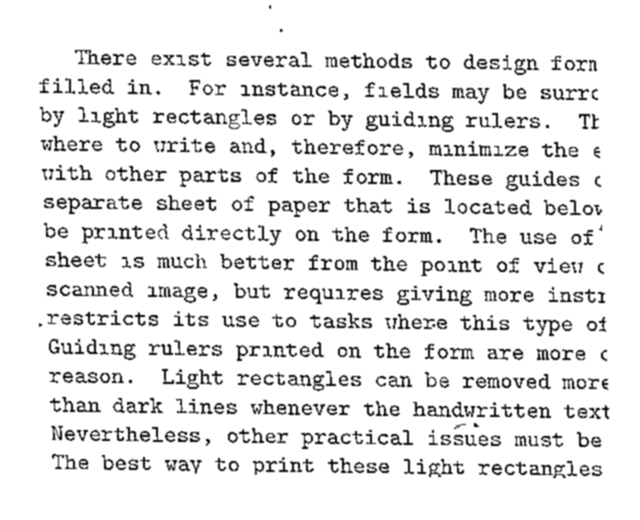 There exist several methods to design
filled in. For instance, fields may be
by light rectangles or by guiding rulers.
where to write and, therefore, minimize the
with other parts of the form. These guides
separate sheet of paper that is located
be printed directly on the form. The use of
sheet is much better from the point of view
scanned image, but requires giving more
restricts its use to tasks where this type of
Guiding rulers printed on the form are more
reason. Light rectangles can be removed more
than dark lines whenever the handwritten text
Nevertheless, other practical issues must be
The best way to print these light rectangles